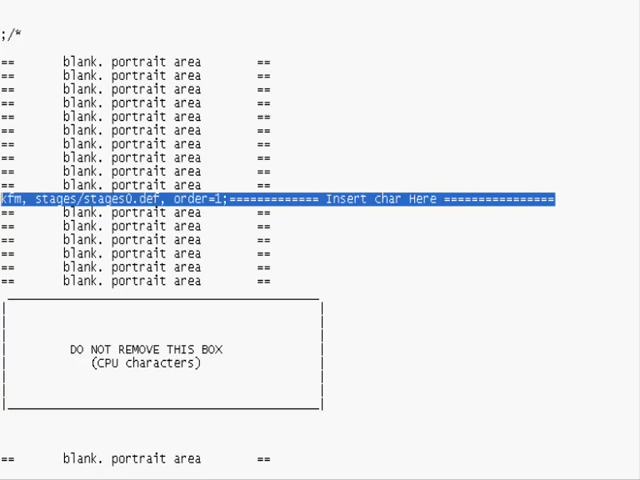 ;/*
== blank. portrait area ==
== blank. portrait area ==
== blank. portrait area ==
== blank. portrait area ==
== blank. portrait area ==
== blank. portrait area ==
== blank. portrait area ==
== blank. portrait area ==
== blank. portrait area ==
== blank. portrait area ==
kfm, stages/stages0.def, order=1;============= Insert char Here ================
== blank. portrait area ==
== blank. portrait area ==
== blank. portrait area ==
== blank. portrait area ==
== blank. portrait area ==
== blank. portrait area ==
DO NOT REMOVE THIS BOX
(CPU characters)
== blank. portrait area ==